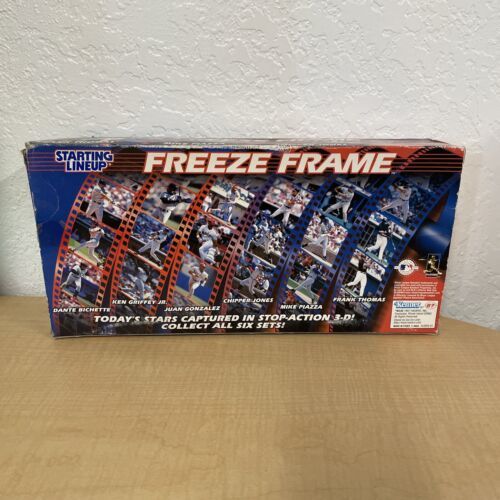 STARTING
LINEUP
FREEZE FRAME
DANTE BICHETTE
KEN GRIFFEY JR.
JUAN GONZALEZ
CHIPPER JONES
MIKE PIAZZA
FRANK THOMAS
TODAY'S STARS CAPTURED IN STOP-ACTION 3-D!
COLLECT ALL SIX SETS!
Kenner